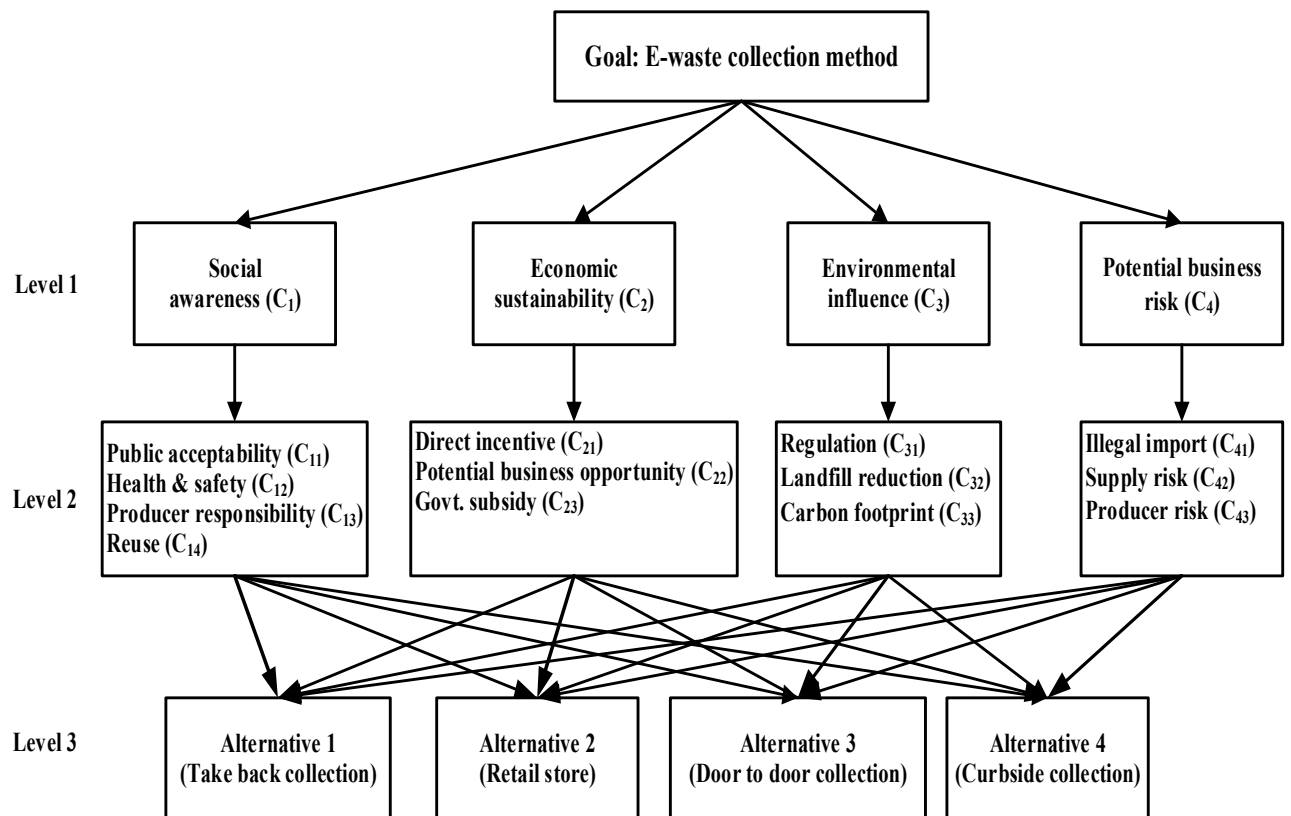 Goal: E-waste collection method
Level 1
Social
awareness (C₁)
Economic
sustainability (C₂)
Environmental
influence (C₃)
Potential business
risk (C₄)
Level 2
Public acceptability (C₁₁)
Health & safety (C₁₂)
Producer responsibility (C₁₃)
Reuse (C₁₄)
Direct incentive (C₂₁)
Potential business opportunity (C₂₂)
Govt. subsidy (C₂₃)
Regulation (C₃₁)
Landfill reduction (C₃₂)
Carbon footprint (C₃₃)
Illegal import (C₄₁)
Supply risk (C₄₂)
Producer risk (C₄₃)
Level 3
Alternative 1
(Take back collection)
Alternative 2
(Retail store)
Alternative 3
(Door to door collection)
Alternative 4
(Curbside collection)